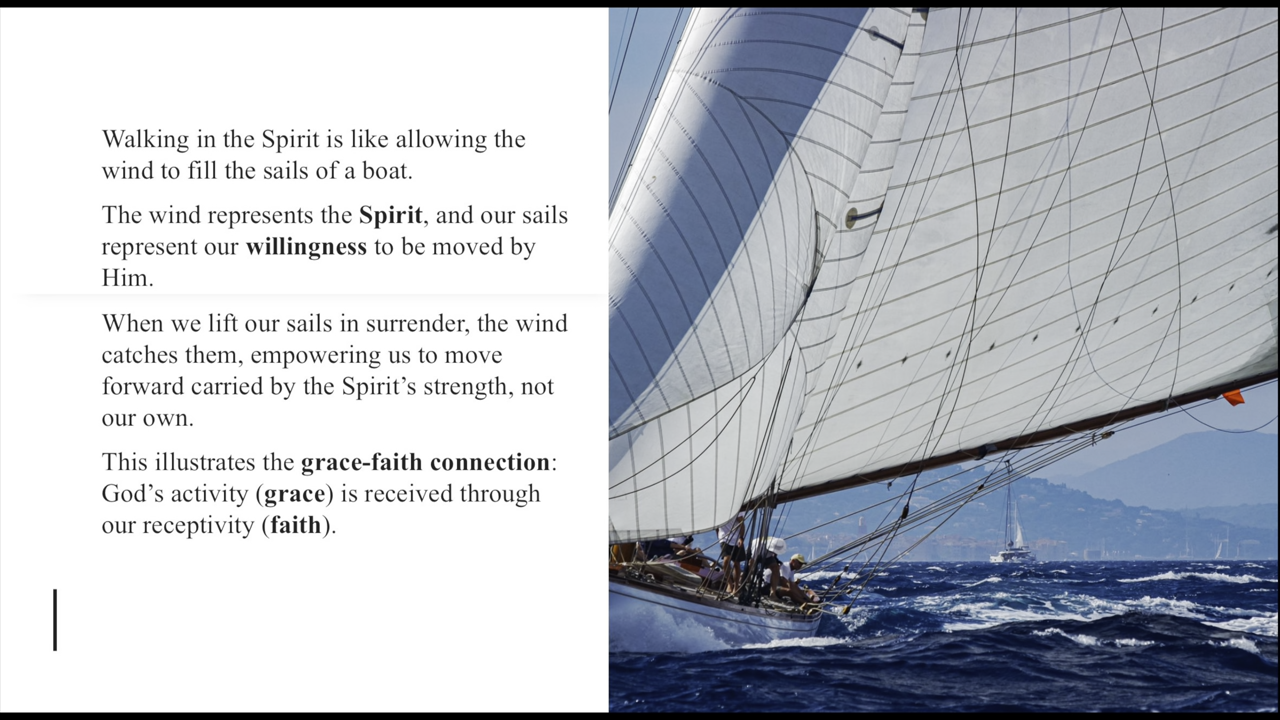 Walking in the Spirit is like allowing the
wind to fill the sails of a boat.
The wind represents the Spirit, and our sails
represent our willingness to be moved by
Him.
When we lift our sails in surrender, the wind
catches them, empowering us to move
forward carried by the Spirit’s strength, not
our own.
This illustrates the grace-faith connection:
God’s activity (grace) is received through
our receptivity (faith).